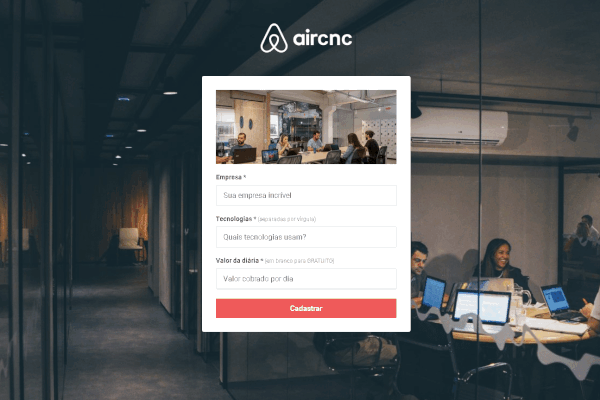 aircnc
Empresa *
Sua empresa incrível
Tecnologias * (separadas por vírgula)
Quais tecnologias usam?
Valor da diária * (em branco para GRATUITO)
Valor cobrado por dia
Cadastrar